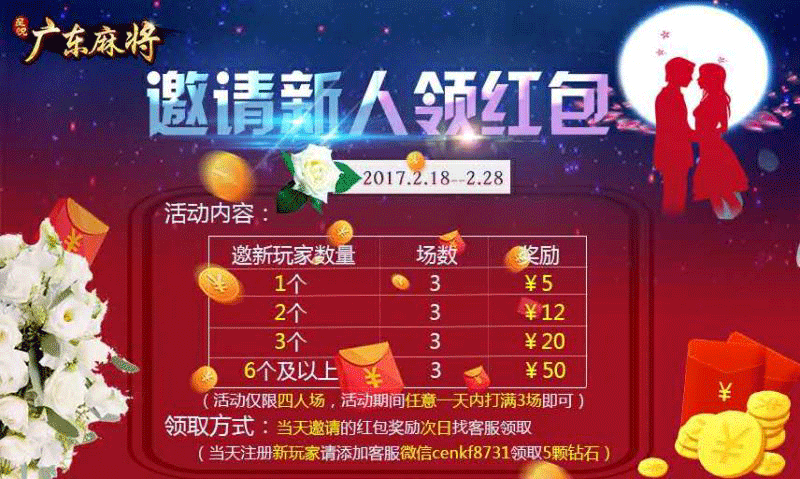 星悦
广东麻将
邀请新人领红包
2017.2.18--2.28
活动内容：
邀新玩家数量 场数 奖励
1个 3 ￥5
2个 3 ￥12
3个 3 ￥20
6个及以上 3 ￥50
（活动仅限四人场，活动期间任意一天内打满3场即可）
领取方式：当天邀请的红包奖励次日找客服领取
（当天注册新玩家请添加客服微信cenkf8731领取5颗钻石）